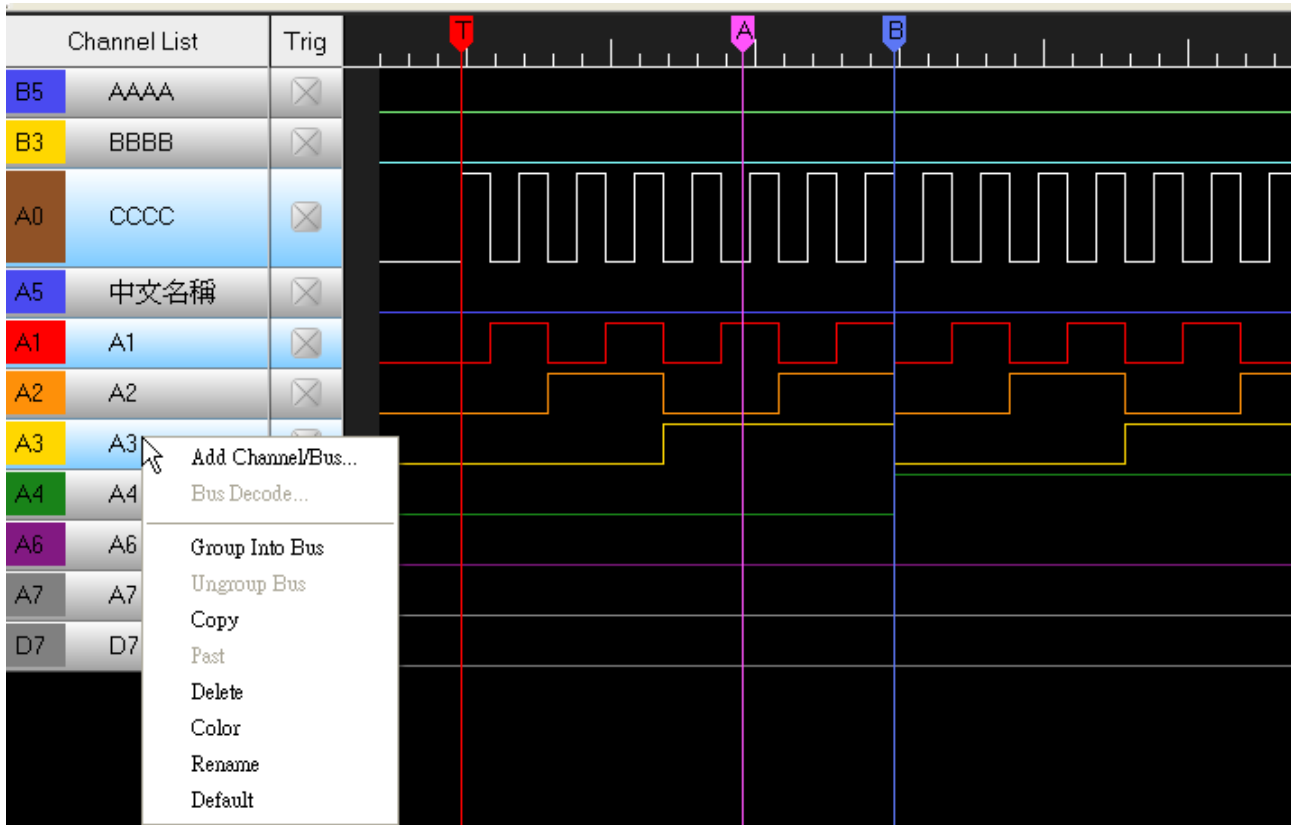 Channel List Trig T A B
B5 AAAA
B3 BBBB
A0 CCCC
A5 中文名稱
A1 A1
A2 A2
A3 A3
A4 A4
A6 A6
A7 A7
D7 D7
Add Channel/Bus...
Bus Decode...
Group Into Bus
Ungroup Bus
Copy
Past
Delete
Color
Rename
Default